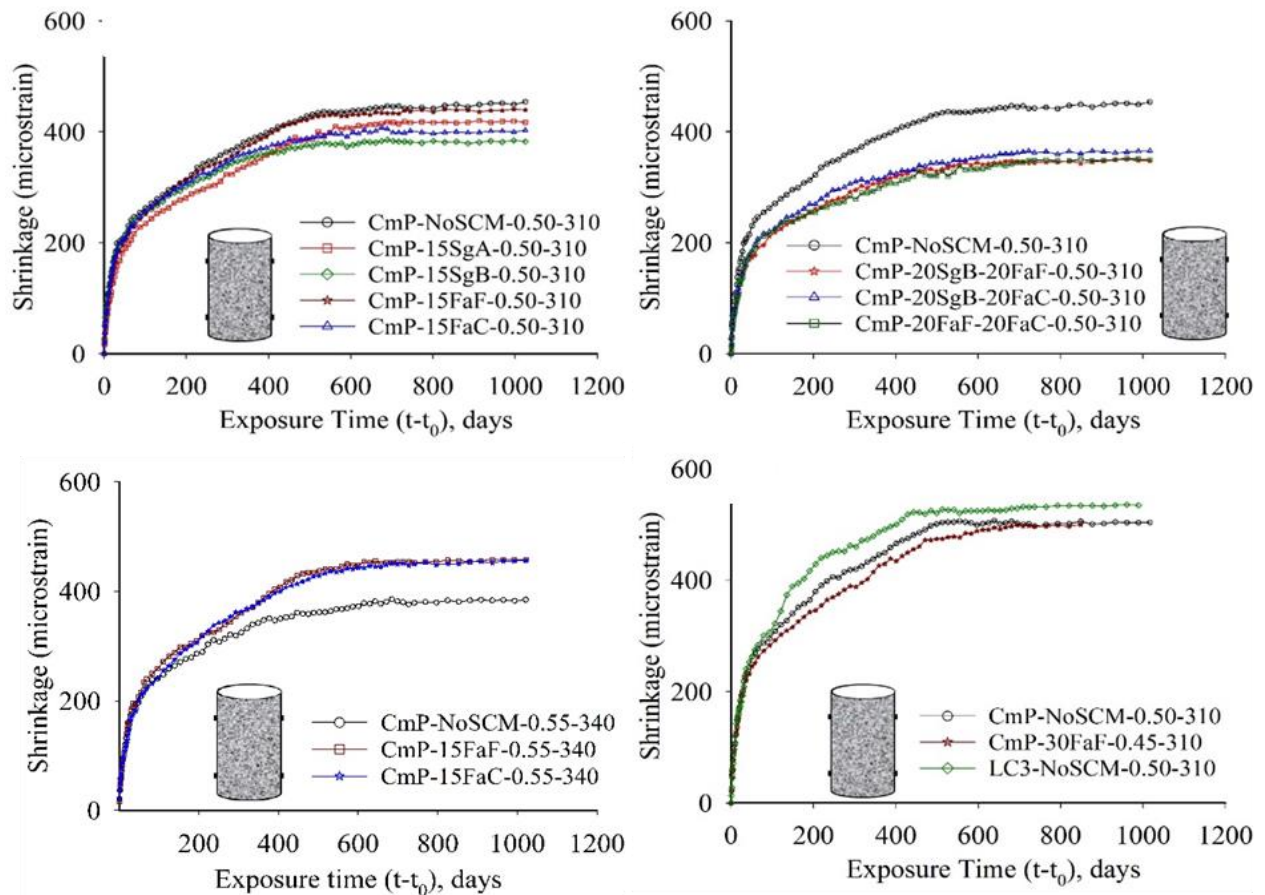 600
400
200
0
Shrinkage (microstrain)
CmP-NoSCM-0.50-310
CmP-15SgA-0.50-310
CmP-15SgB-0.50-310
CmP-15FaF-0.50-310
CmP-15FaC-0.50-310
0 200 400 600 800 1000 1200
Exposure Time (t-t0), days
600
400
200
0
Shrinkage (microstrain)
CmP-NoSCM-0.50-310
CmP-20SgB-20FaF-0.50-310
CmP-20SgB-20FaC-0.50-310
CmP-20FaF-20FaC-0.50-310
0 200 400 600 800 1000 1200
Exposure Time (t-t0), days
600
400
200
0
Shrinkage (microstrain)
CmP-NoSCM-0.55-340
CmP-15FaF-0.55-340
CmP-15FaC-0.55-340
200 400 600 800 1000 1200
Exposure time (t-t0), days
600
400
200
0
Shrinkage (microstrain)
CmP-NoSCM-0.50-310
CmP-30FaF-0.45-310
LC3-NoSCM-0.50-310
0 200 400 600 800 1000 1200
Exposure Time (t-t0), days